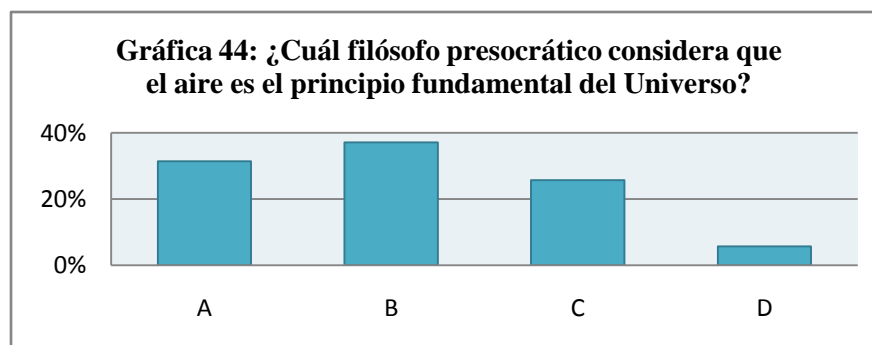 Gráfica 44: ¿Cuál filósofo presocrático considera que
el aire es el principio fundamental del Universo?
40%
20%
0%
A B C D